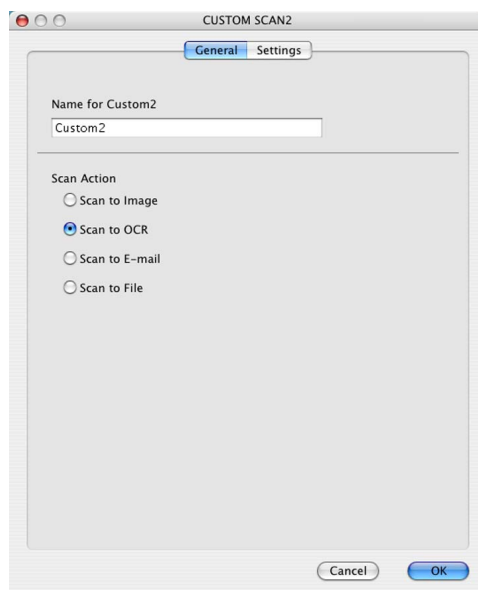 CUSTOM SCAN2
General Settings
Name for Custom2
Custom2
Scan Action
Scan to Image
Scan to OCR
Scan to E-mail
Scan to File
Cancel OK